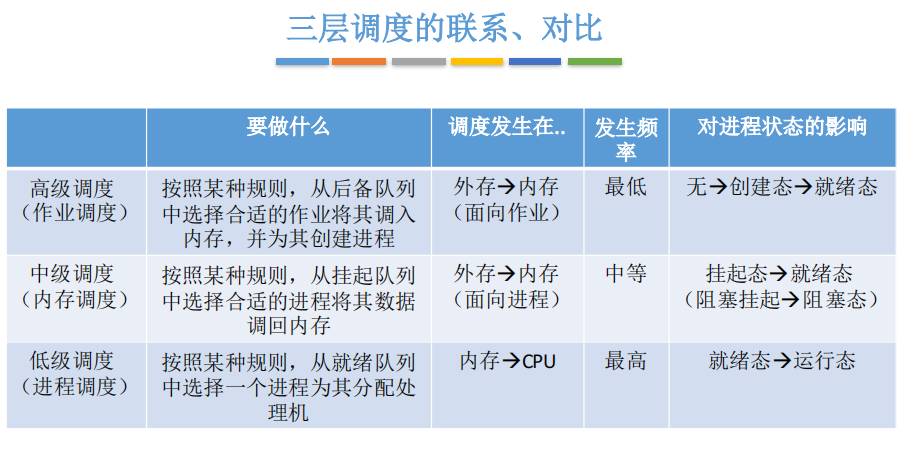 三层调度的联系、对比
要做什么
调度发生在..
发生频
率
对进程状态的影响
高级调度
（作业调度）
按照某种规则，从后备队列
中选择合适的作业将其调入
内存，并为其创建进程
外存→内存
（面向作业）
最低
无→创建态→就绪态
中级调度
（内存调度）
按照某种规则，从挂起队列
中选择合适的进程将其数据
调回内存
外存→内存
（面向进程）
中等
挂起态→就绪态
（阻塞挂起→阻塞态）
低级调度
（进程调度）
按照某种规则，从就绪队列
中选择一个进程为其分配处
理机
内存→CPU
最高
就绪态→运行态